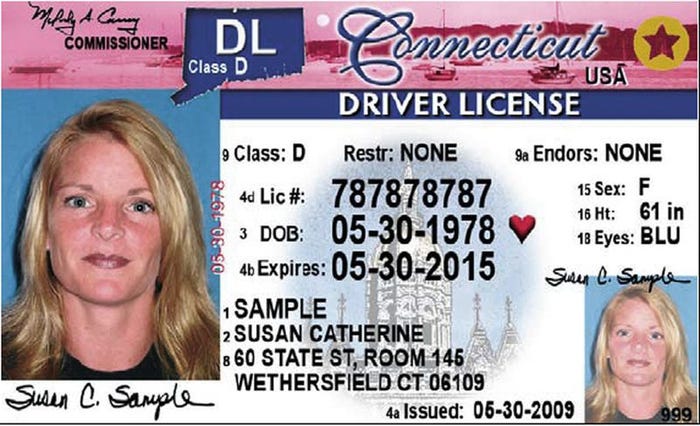 COMMISSIONER
DL
Class D
Connecticut
USA
DRIVER LICENSE
9 Class: D Restr: NONE 9a Endors: NONE
4d Lic #: 787878787
3 DOB: 05-30-1978
4b Expires: 05-30-2015
15 Sex: F
16 Ht: 61 in
18 Eyes: BLU
05-30-1978
1 SAMPLE
2 SUSAN CATHERINE
8 60 STATE ST, ROOM 145
WETHERSFIELD CT 06109
4a Issued: 05-30-2009
Susan C. Sample
Susan C. Sample
999